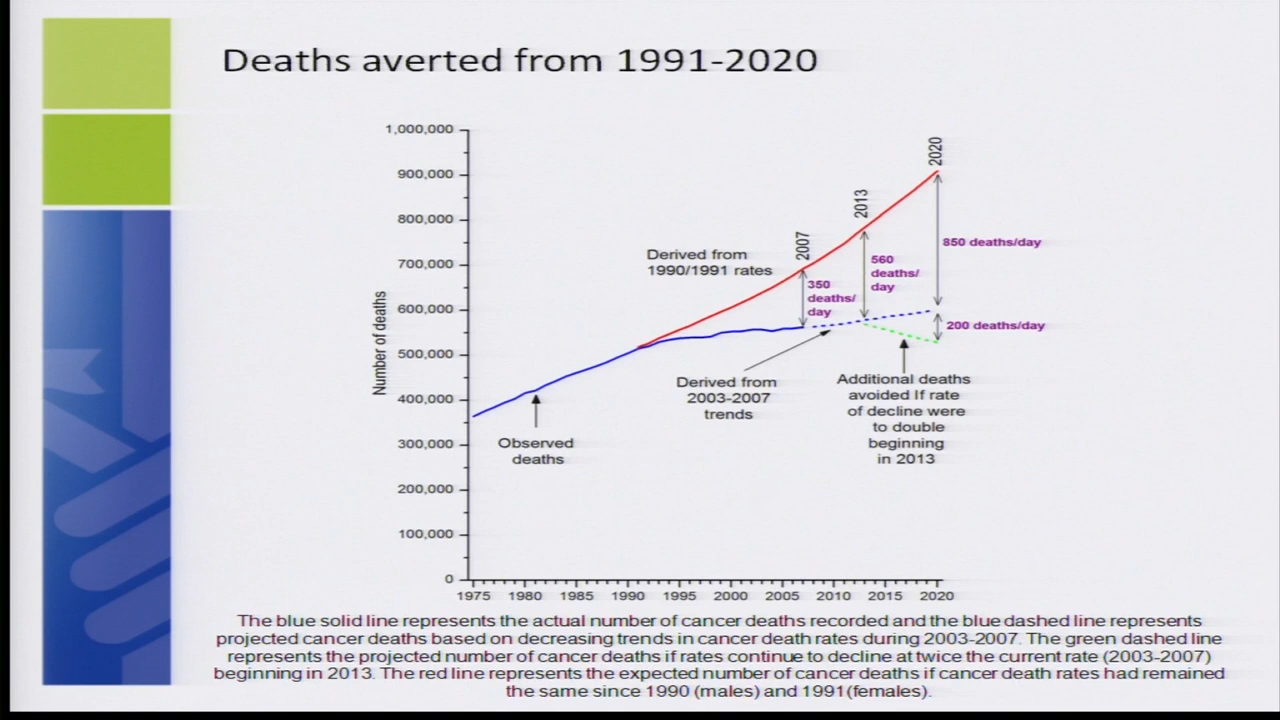 Deaths averted from 1991-2020
1,000,000
900,000
800,000
700,000
600,000
500,000
400,000
300,000
200,000
100,000
0
Number of deaths
1975 1980 1985 1990 1995 2000 2005 2010 2015 2020
Derived from
1990/1991 rates
2007
2013
2020
350
deaths/
day
560
deaths/
day
850 deaths/day
200 deaths/day
Observed
deaths
Derived from
2003-2007
trends
Additional deaths
avoided If rate
of decline were
to double
beginning
in 2013
The blue solid line represents the actual number of cancer deaths recorded and the blue dashed line represents
projected cancer deaths based on decreasing trends in cancer death rates during 2003-2007. The green dashed line
represents the projected number of cancer deaths if rates continue to decline at twice the current rate (2003-2007)
beginning in 2013. The red line represents the expected number of cancer deaths if cancer death rates had remained
the same since 1990 (males) and 1991(females).